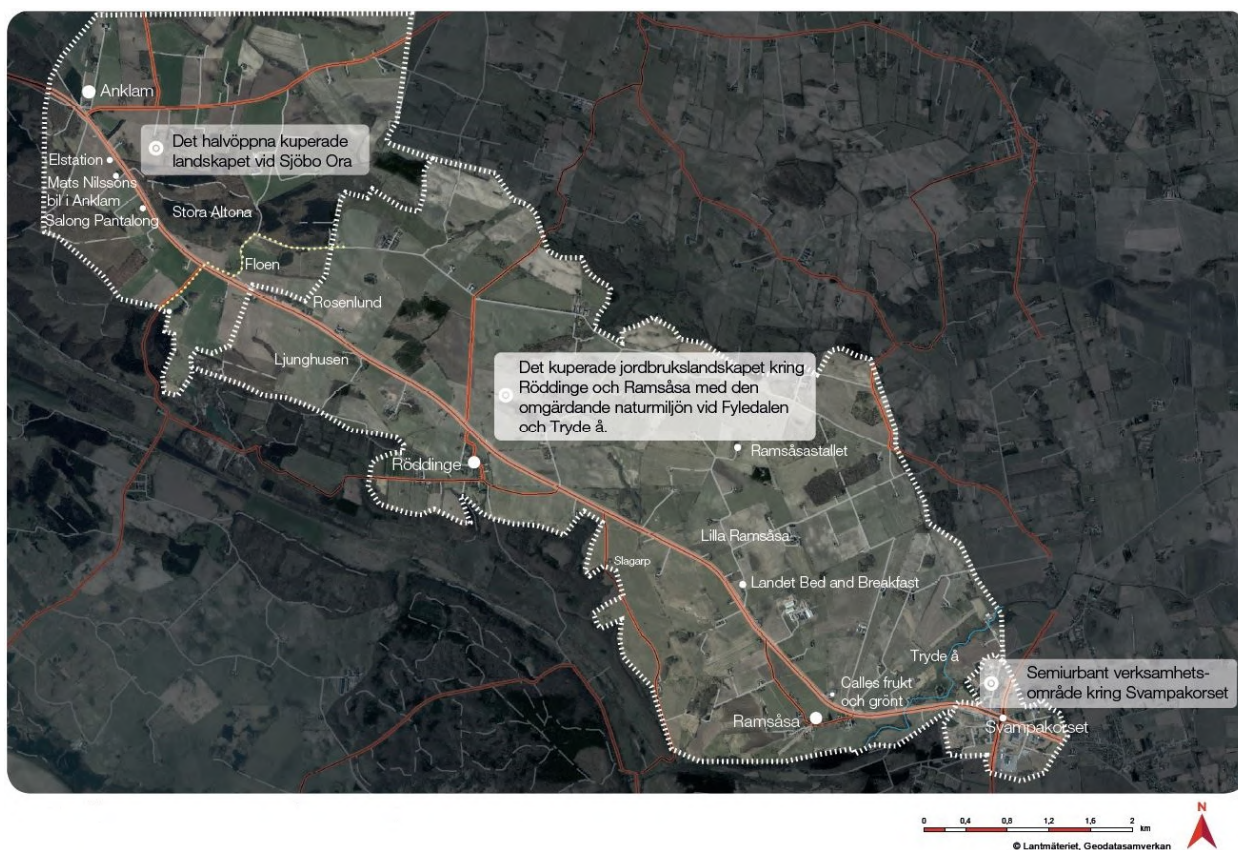 Anklam
Det halvöppna kuperade
landskapet vid Sjöbo Ora
Elstation
Mats Nilssons
bil i Anklam
Salong Pantalong
Stora Altona
Floen
Rosenlund
Ljunghusen
Det kuperade jordbrukslandskapet kring
Röddinge och Ramsåsa med den
omgärdande naturmiljön vid Fyledalen
och Tryde å.
Ramsåsastallet
Röddinge
Lilla Ramsåsa
Slagarp
Landet Bed and Breakfast
Tryde å
Semiurbant verksamhets-
område kring Svampakorset
Calles frukt
och grönt
Ramsåsa
Svampakorset
N
0 0,4 0,8 1,2 1,6 2
km
© Lantmäteriet, Geodatasamverkan